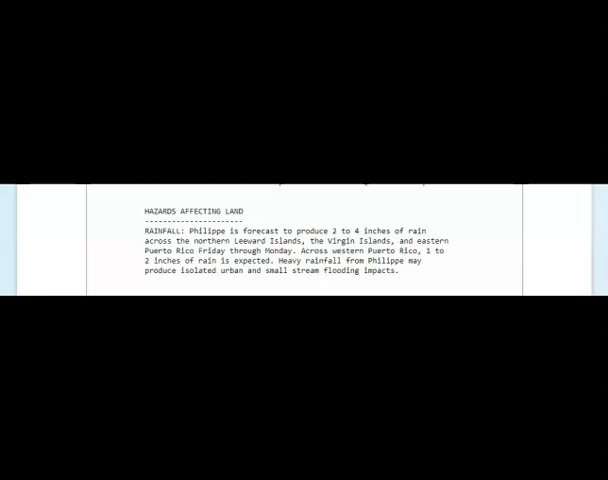 HAZARDS AFFECTING LAND
----------------------
RAINFALL: Philippe is forecast to produce 2 to 4 inches of rain
across the northern Leeward Islands, the Virgin Islands, and eastern
Puerto Rico Friday through Monday. Across western Puerto Rico, 1 to
2 inches of rain is expected. Heavy rainfall from Philippe may
produce isolated urban and small stream flooding impacts.